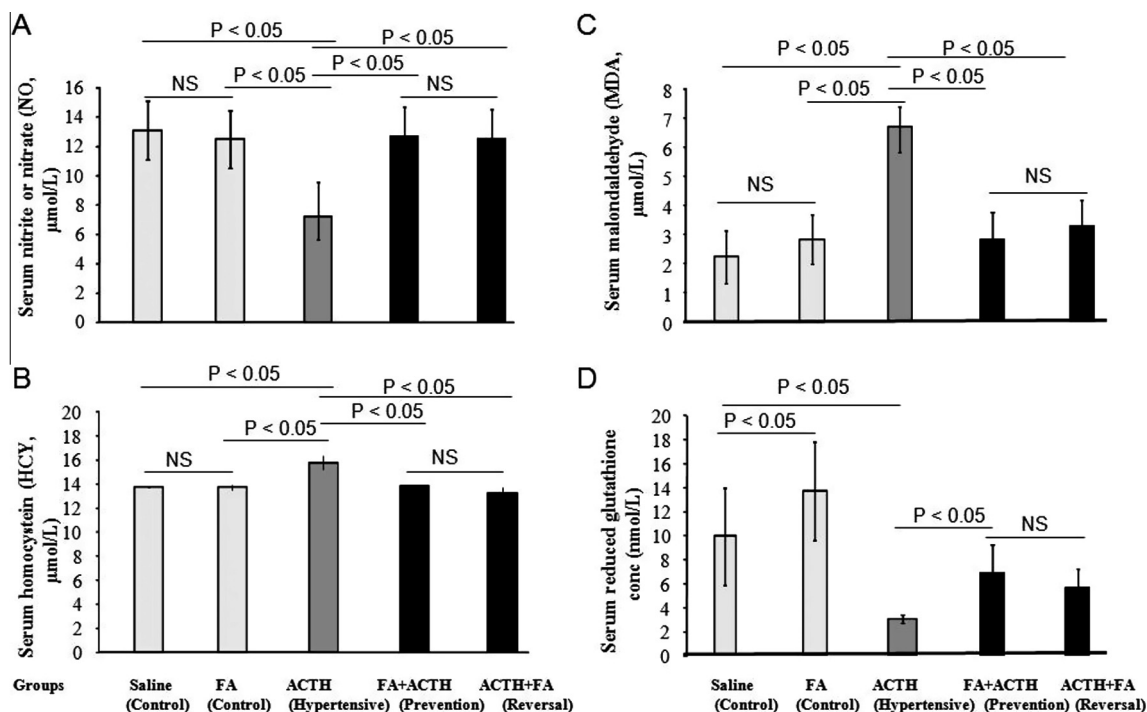 A
P < 0.05
P < 0.05
P < 0.05
P < 0.05
NS
NS
Serum nitrite or nitrate (NO,
µmol/L)
16
14
12
10
8
6
4
2
0
B
P < 0.05
P < 0.05
P < 0.05
P < 0.05
NS
NS
Serum homocystein (HCY,
µmol/L)
20
18
16
14
12
10
8
6
4
2
0
Groups
Saline
(Control)
FA
(Control)
ACTH
(Hypertensive)
FA+ACTH
(Prevention)
ACTH+FA
(Reversal)
C
P < 0.05
P < 0.05
P < 0.05
P < 0.05
NS
NS
Serum malondaldehyde (MDA,
µmol/L)
8
7
6
5
4
3
2
1
0
D
P < 0.05
P < 0.05
P < 0.05
NS
Serum reduced glutathione
conc (nmol/L)
20
18
16
14
12
10
8
6
4
2
0
Saline
(Control)
FA
(Control)
ACTH
(Hypertensive)
FA+ACTH
(Prevention)
ACTH+FA
(Reversal)